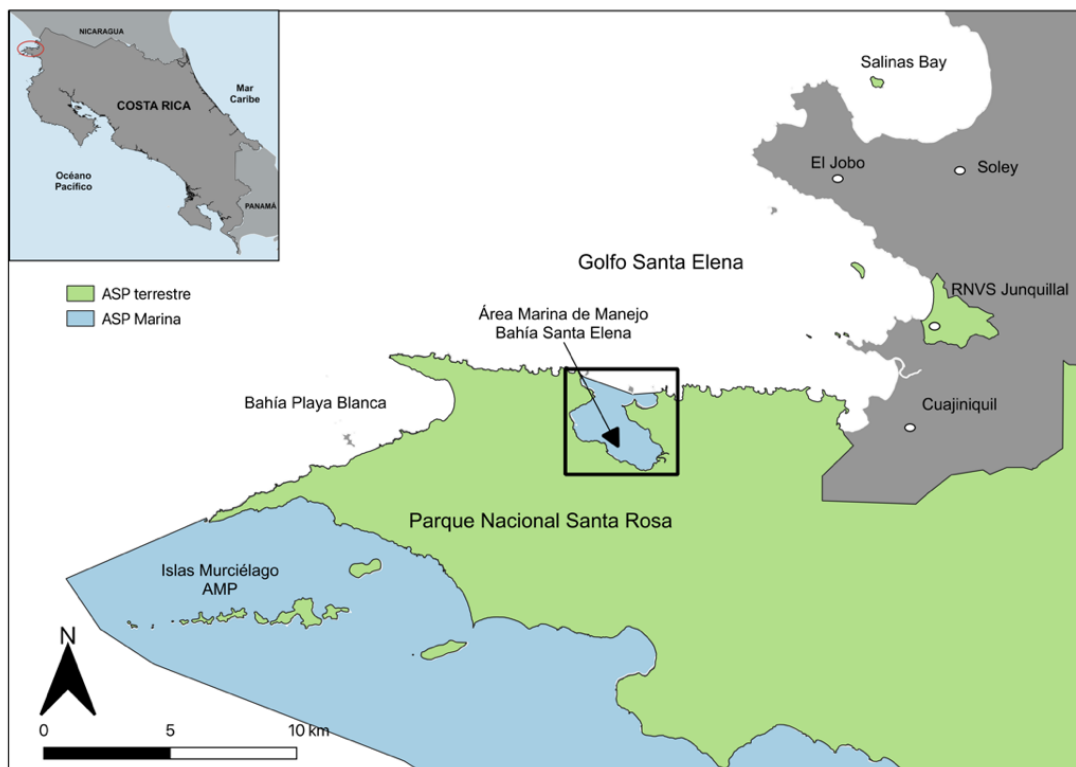 NICARAGUA
COSTA RICA
Mar
Caribe
Océano
Pacífico
PANAMÁ
ASP terrestre
ASP Marina
Salinas Bay
El Jobo
Soley
Golfo Santa Elena
RNVS Junquillal
Área Marina de Manejo
Bahía Santa Elena
Bahía Playa Blanca
Cuajiniquil
Parque Nacional Santa Rosa
Islas Murciélago
AMP
N
0 5 10 km